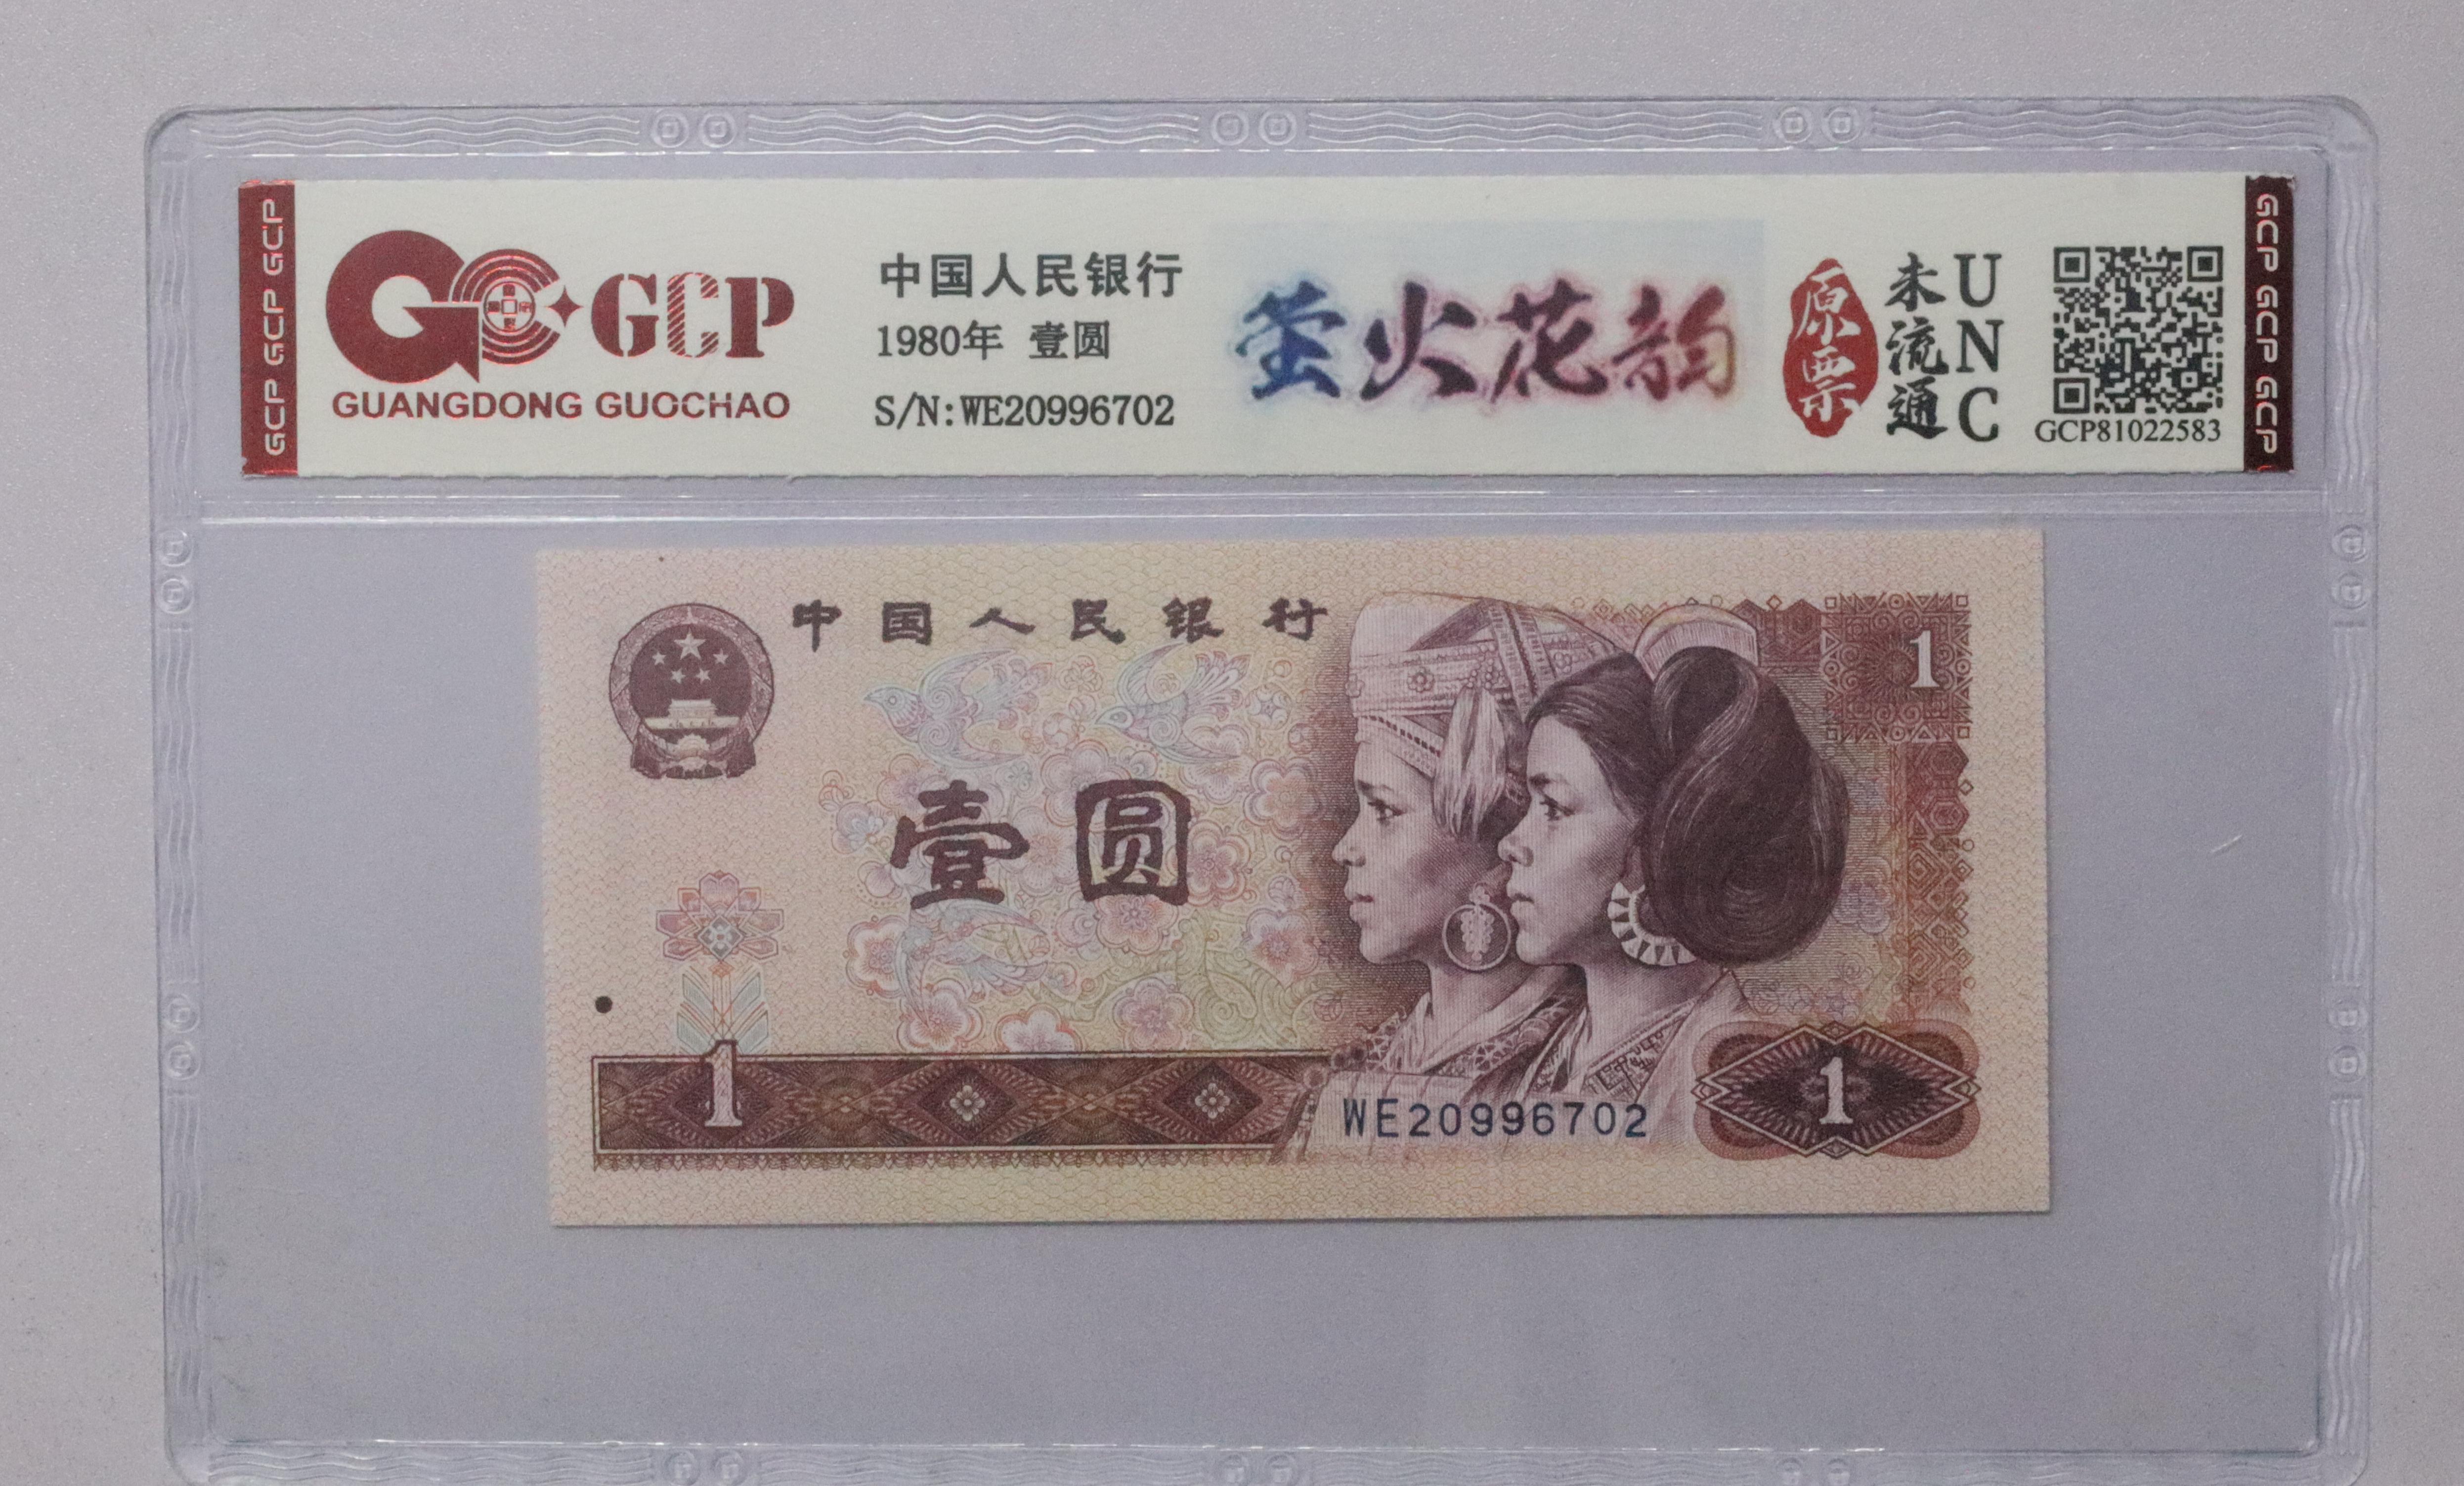 GCP GCP GCP
GCP
GUANGDONG GUOCHAO
中国人民银行
1980年 壹圆
S/N:WE20996702
萤火花韵
原票
未流通
UNC
GCP81022583
GCP GCP GCP
中国人民银行
1
壹圆
1
WE20996702
1